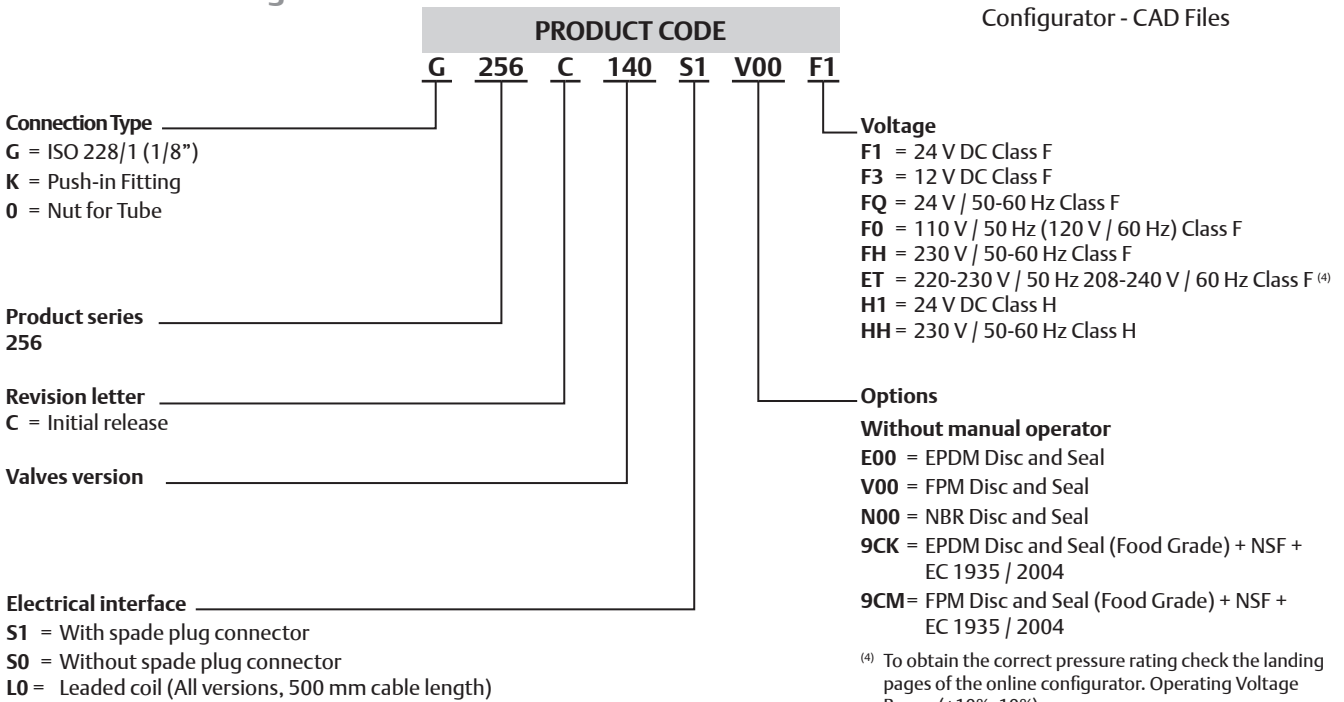 Configurator - CAD Files
PRODUCT CODE
G 256 C 140 S1 V00 F1
Connection Type
G = ISO 228/1 (1/8”)
K = Push-in Fitting
0 = Nut for Tube
Product series
256
Revision letter
C = Initial release
Valves version
Electrical interface
S1 = With spade plug connector
S0 = Without spade plug connector
L0 = Leaded coil (All versions, 500 mm cable length)
Voltage
F1 = 24 V DC Class F
F3 = 12 V DC Class F
FQ = 24 V / 50-60 Hz Class F
F0 = 110 V / 50 Hz (120 V / 60 Hz) Class F
FH = 230 V / 50-60 Hz Class F
ET = 220-230 V / 50 Hz 208-240 V / 60 Hz Class F (4)
H1 = 24 V DC Class H
HH = 230 V / 50-60 Hz Class H
Options
Without manual operator
E00 = EPDM Disc and Seal
V00 = FPM Disc and Seal
N00 = NBR Disc and Seal
9CK = EPDM Disc and Seal (Food Grade) + NSF +
EC 1935 / 2004
9CM = FPM Disc and Seal (Food Grade) + NSF +
EC 1935 / 2004
(4) To obtain the correct pressure rating check the landing
pages of the online configurator. Operating Voltage